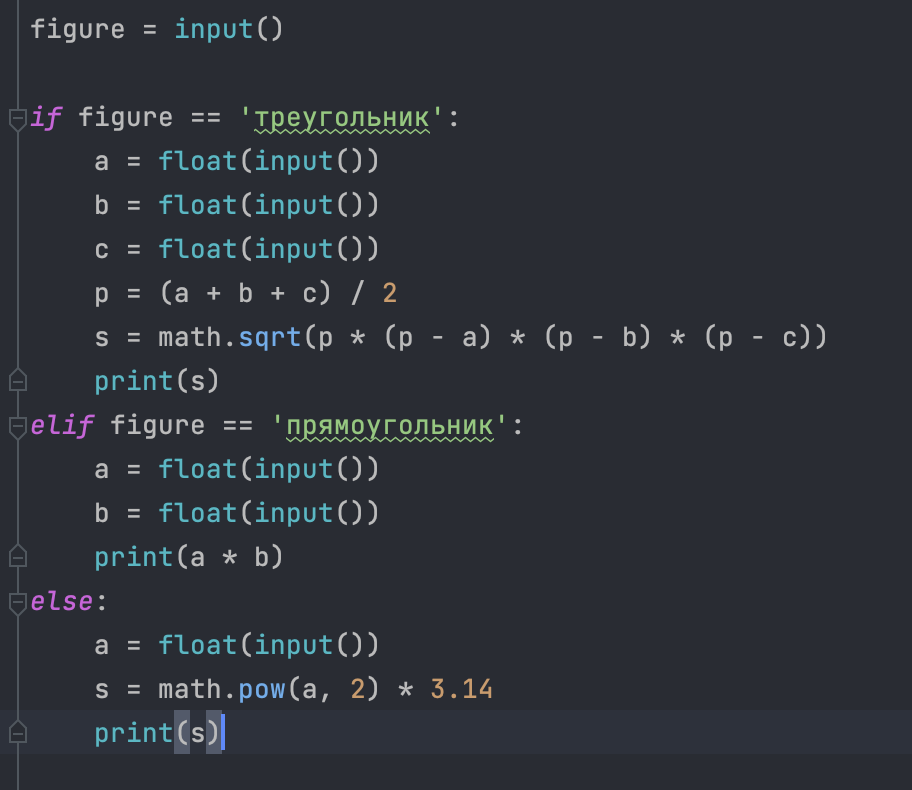 figure = input()

if figure == 'треугольник':
    a = float(input())
    b = float(input())
    c = float(input())
    p = (a + b + c) / 2
    s = math.sqrt(p * (p - a) * (p - b) * (p - c))
    print(s)
elif figure == 'прямоугольник':
    a = float(input())
    b = float(input())
    print(a * b)
else:
    a = float(input())
    s = math.pow(a, 2) * 3.14
    print(s)